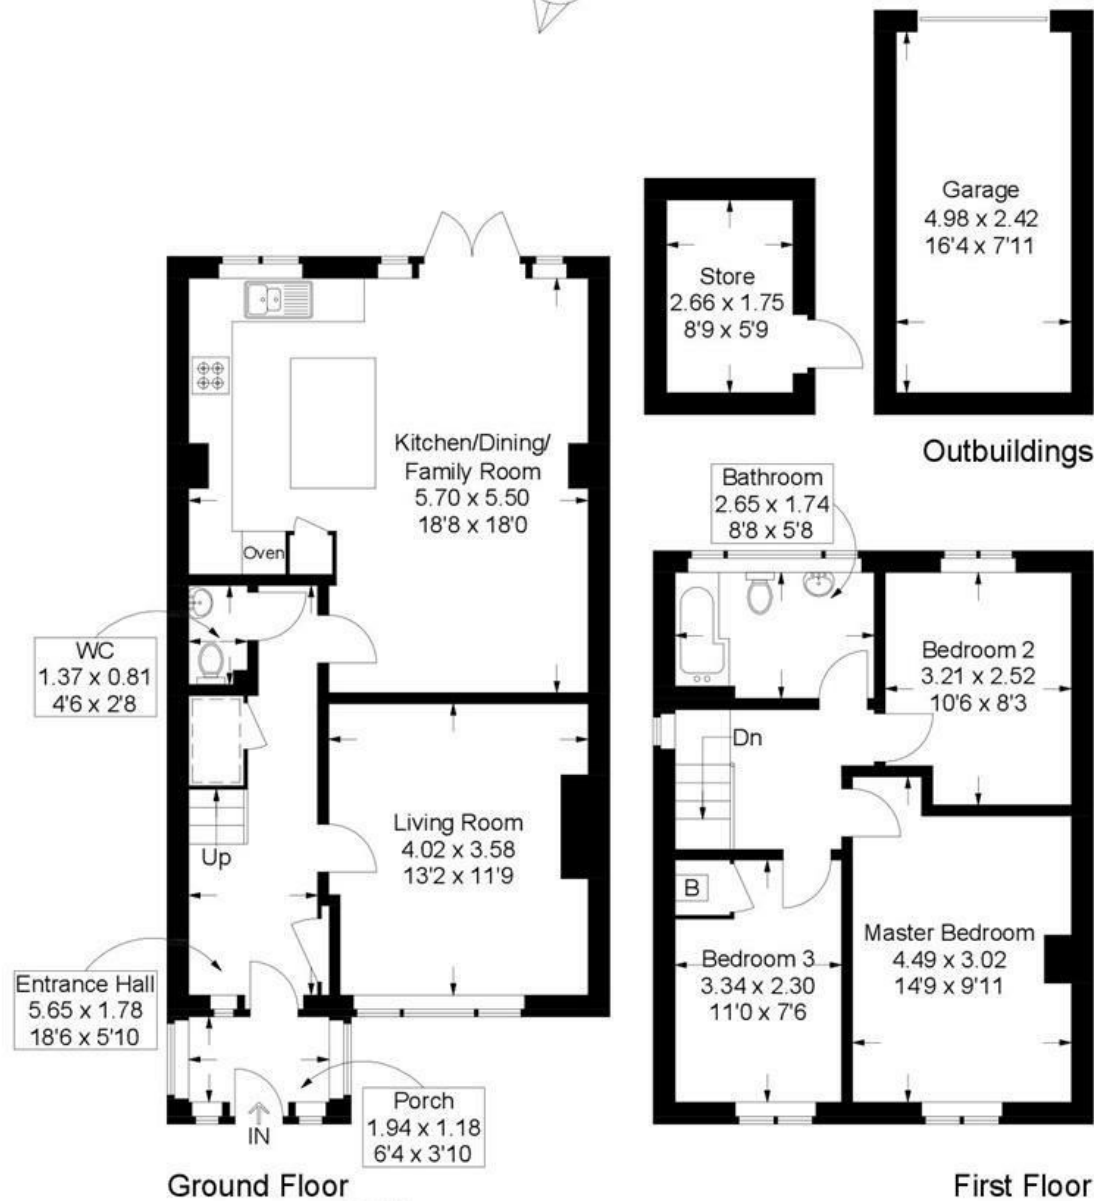 Garage
4.98 x 2.42
16'4 x 7'11
Store
2.66 x 1.75
8'9 x 5'9
Outbuildings
Kitchen/Dining/
Family Room
5.70 x 5.50
18'8 x 18'0
Oven
WC
1.37 x 0.81
4'6 x 2'8
Living Room
4.02 x 3.58
13'2 x 11'9
Up
Entrance Hall
5.65 x 1.78
18'6 x 5'10
Porch
1.94 x 1.18
6'4 x 3'10
IN
Ground Floor
Bathroom
2.65 x 1.74
8'8 x 5'8
Bedroom 2
3.21 x 2.52
10'6 x 8'3
Dn
B
Bedroom 3
3.34 x 2.30
11'0 x 7'6
Master Bedroom
4.49 x 3.02
14'9 x 9'11
First Floor